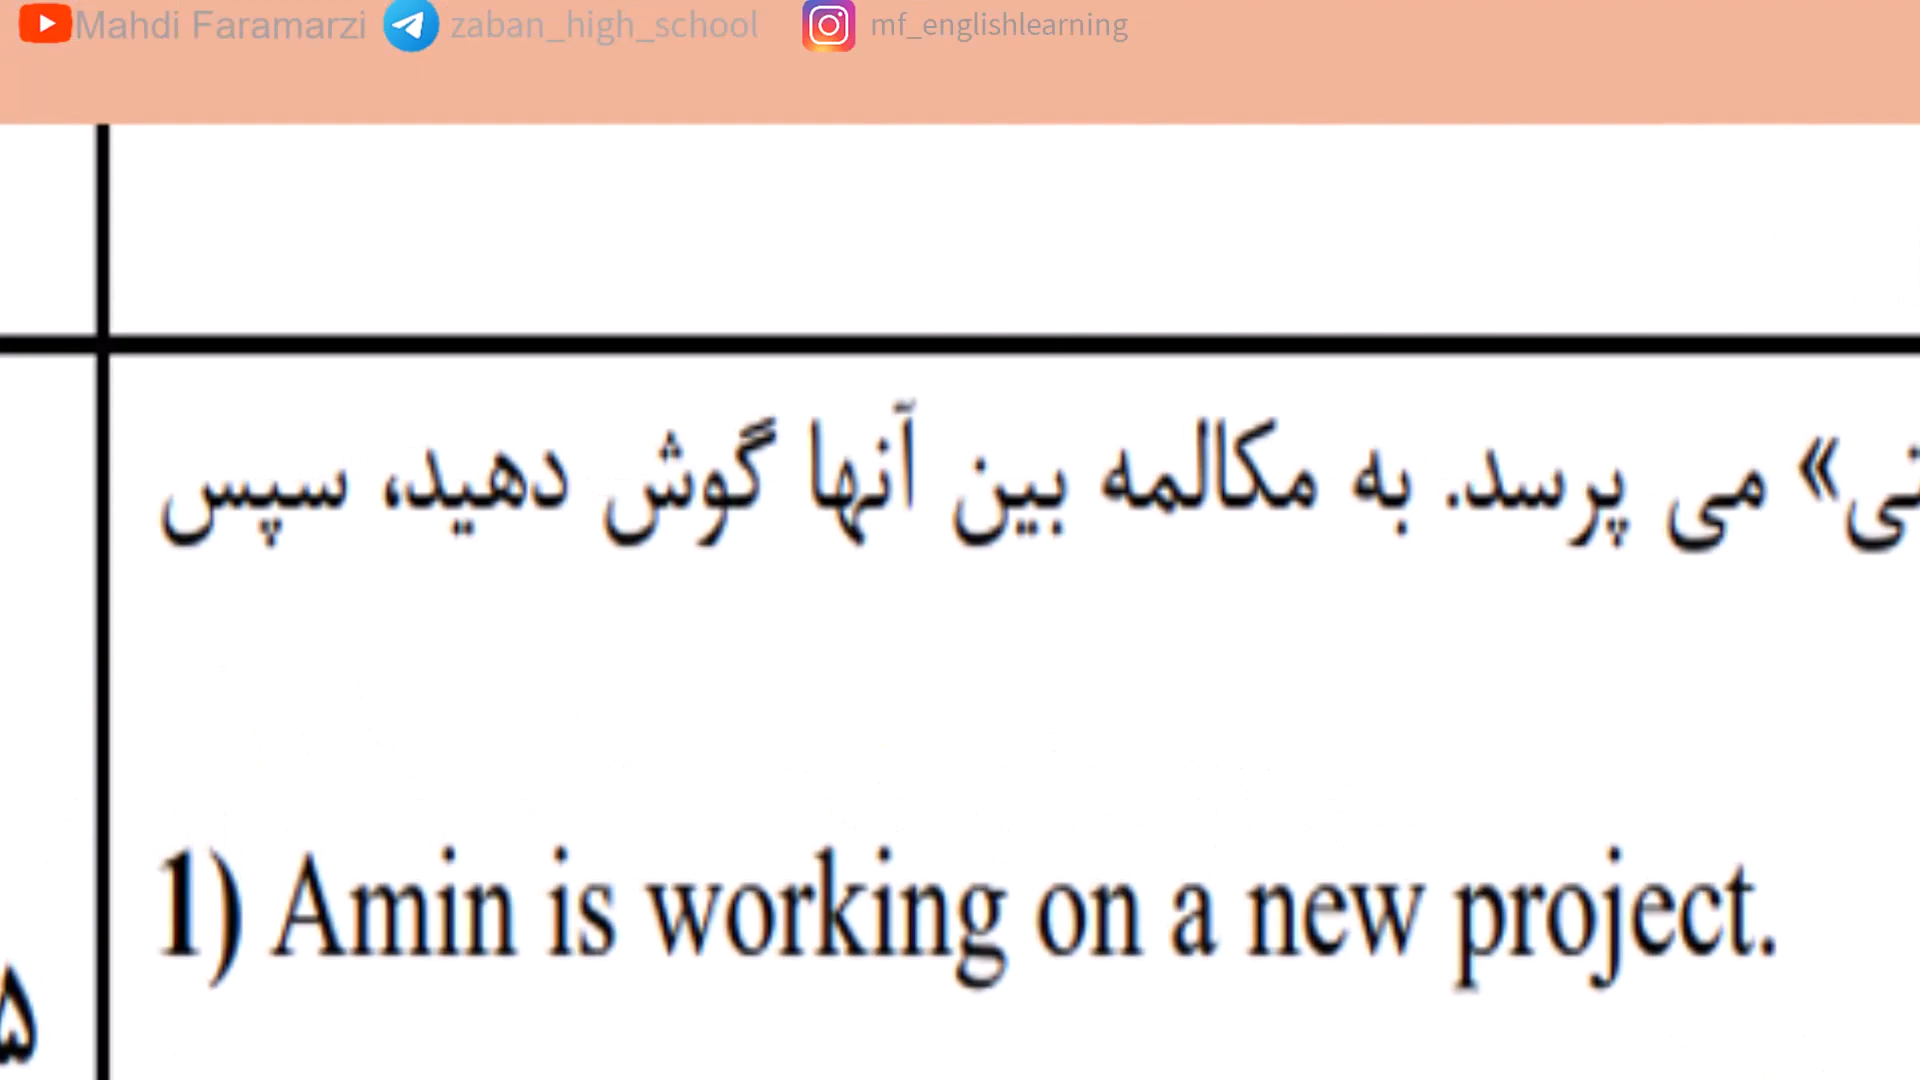 Mahdi Faramarzi zaban_high_school mf_englishlearning
می پرسد. به مکالمه بین آنها گوش دهید، سپس
1) Amin is working on a new project.
۵